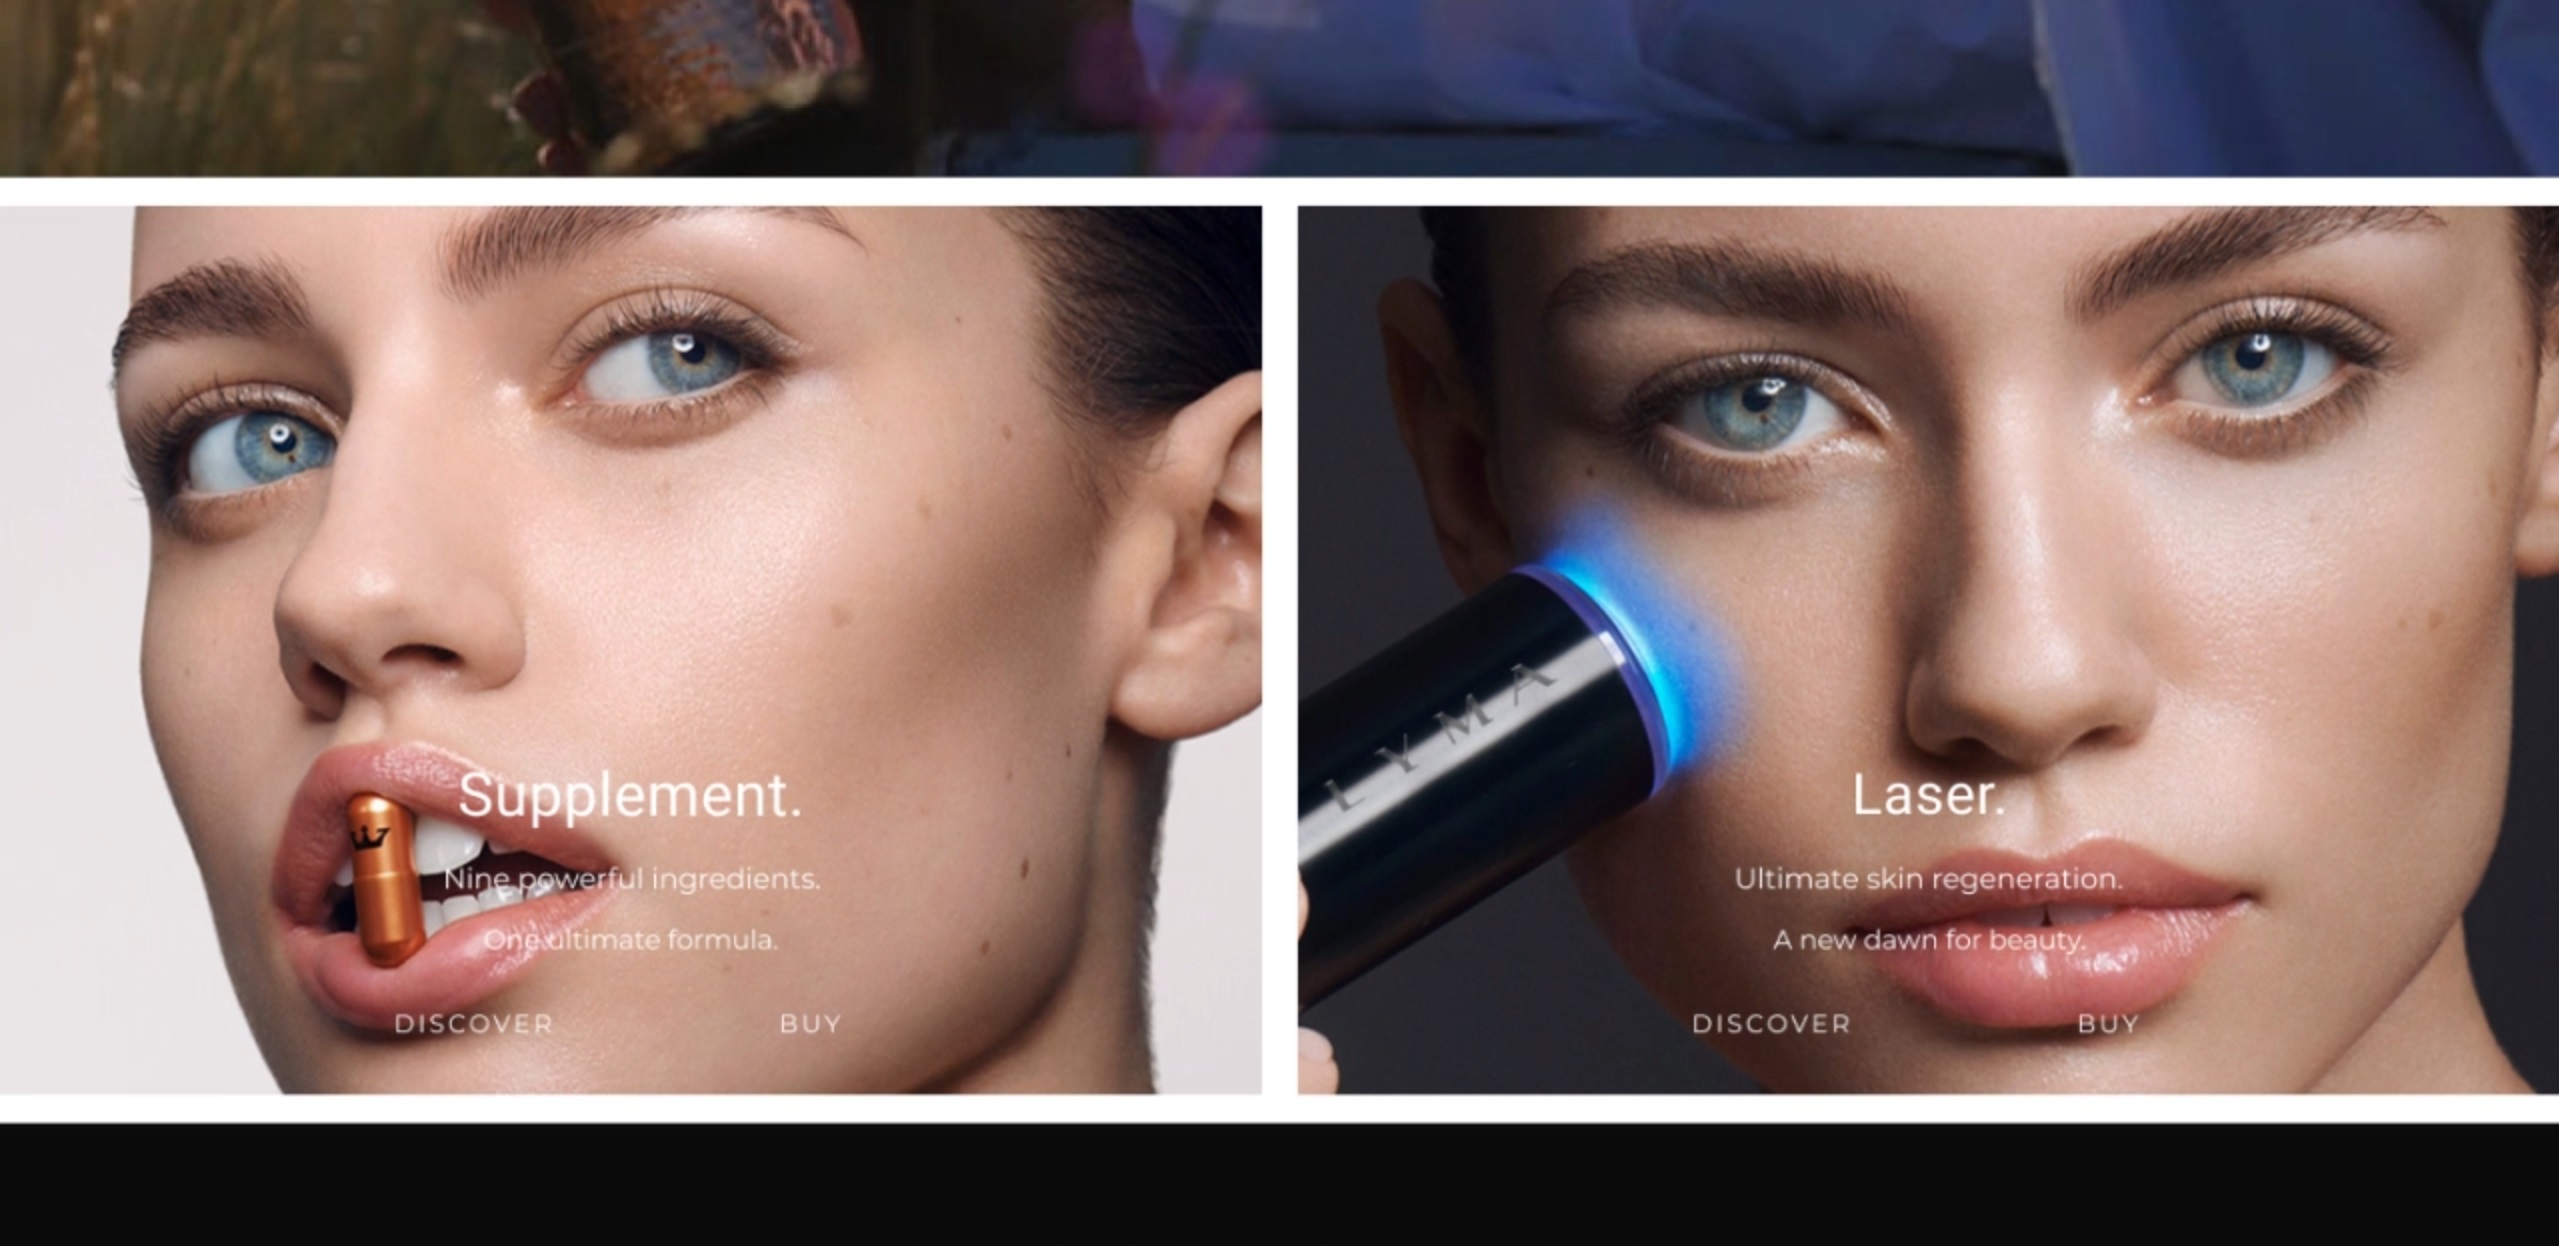 Supplement.
Nine powerful ingredients.
One ultimate formula.
DISCOVER BUY
LYMA
Laser.
Ultimate skin regeneration.
A new dawn for beauty.
DISCOVER BUY